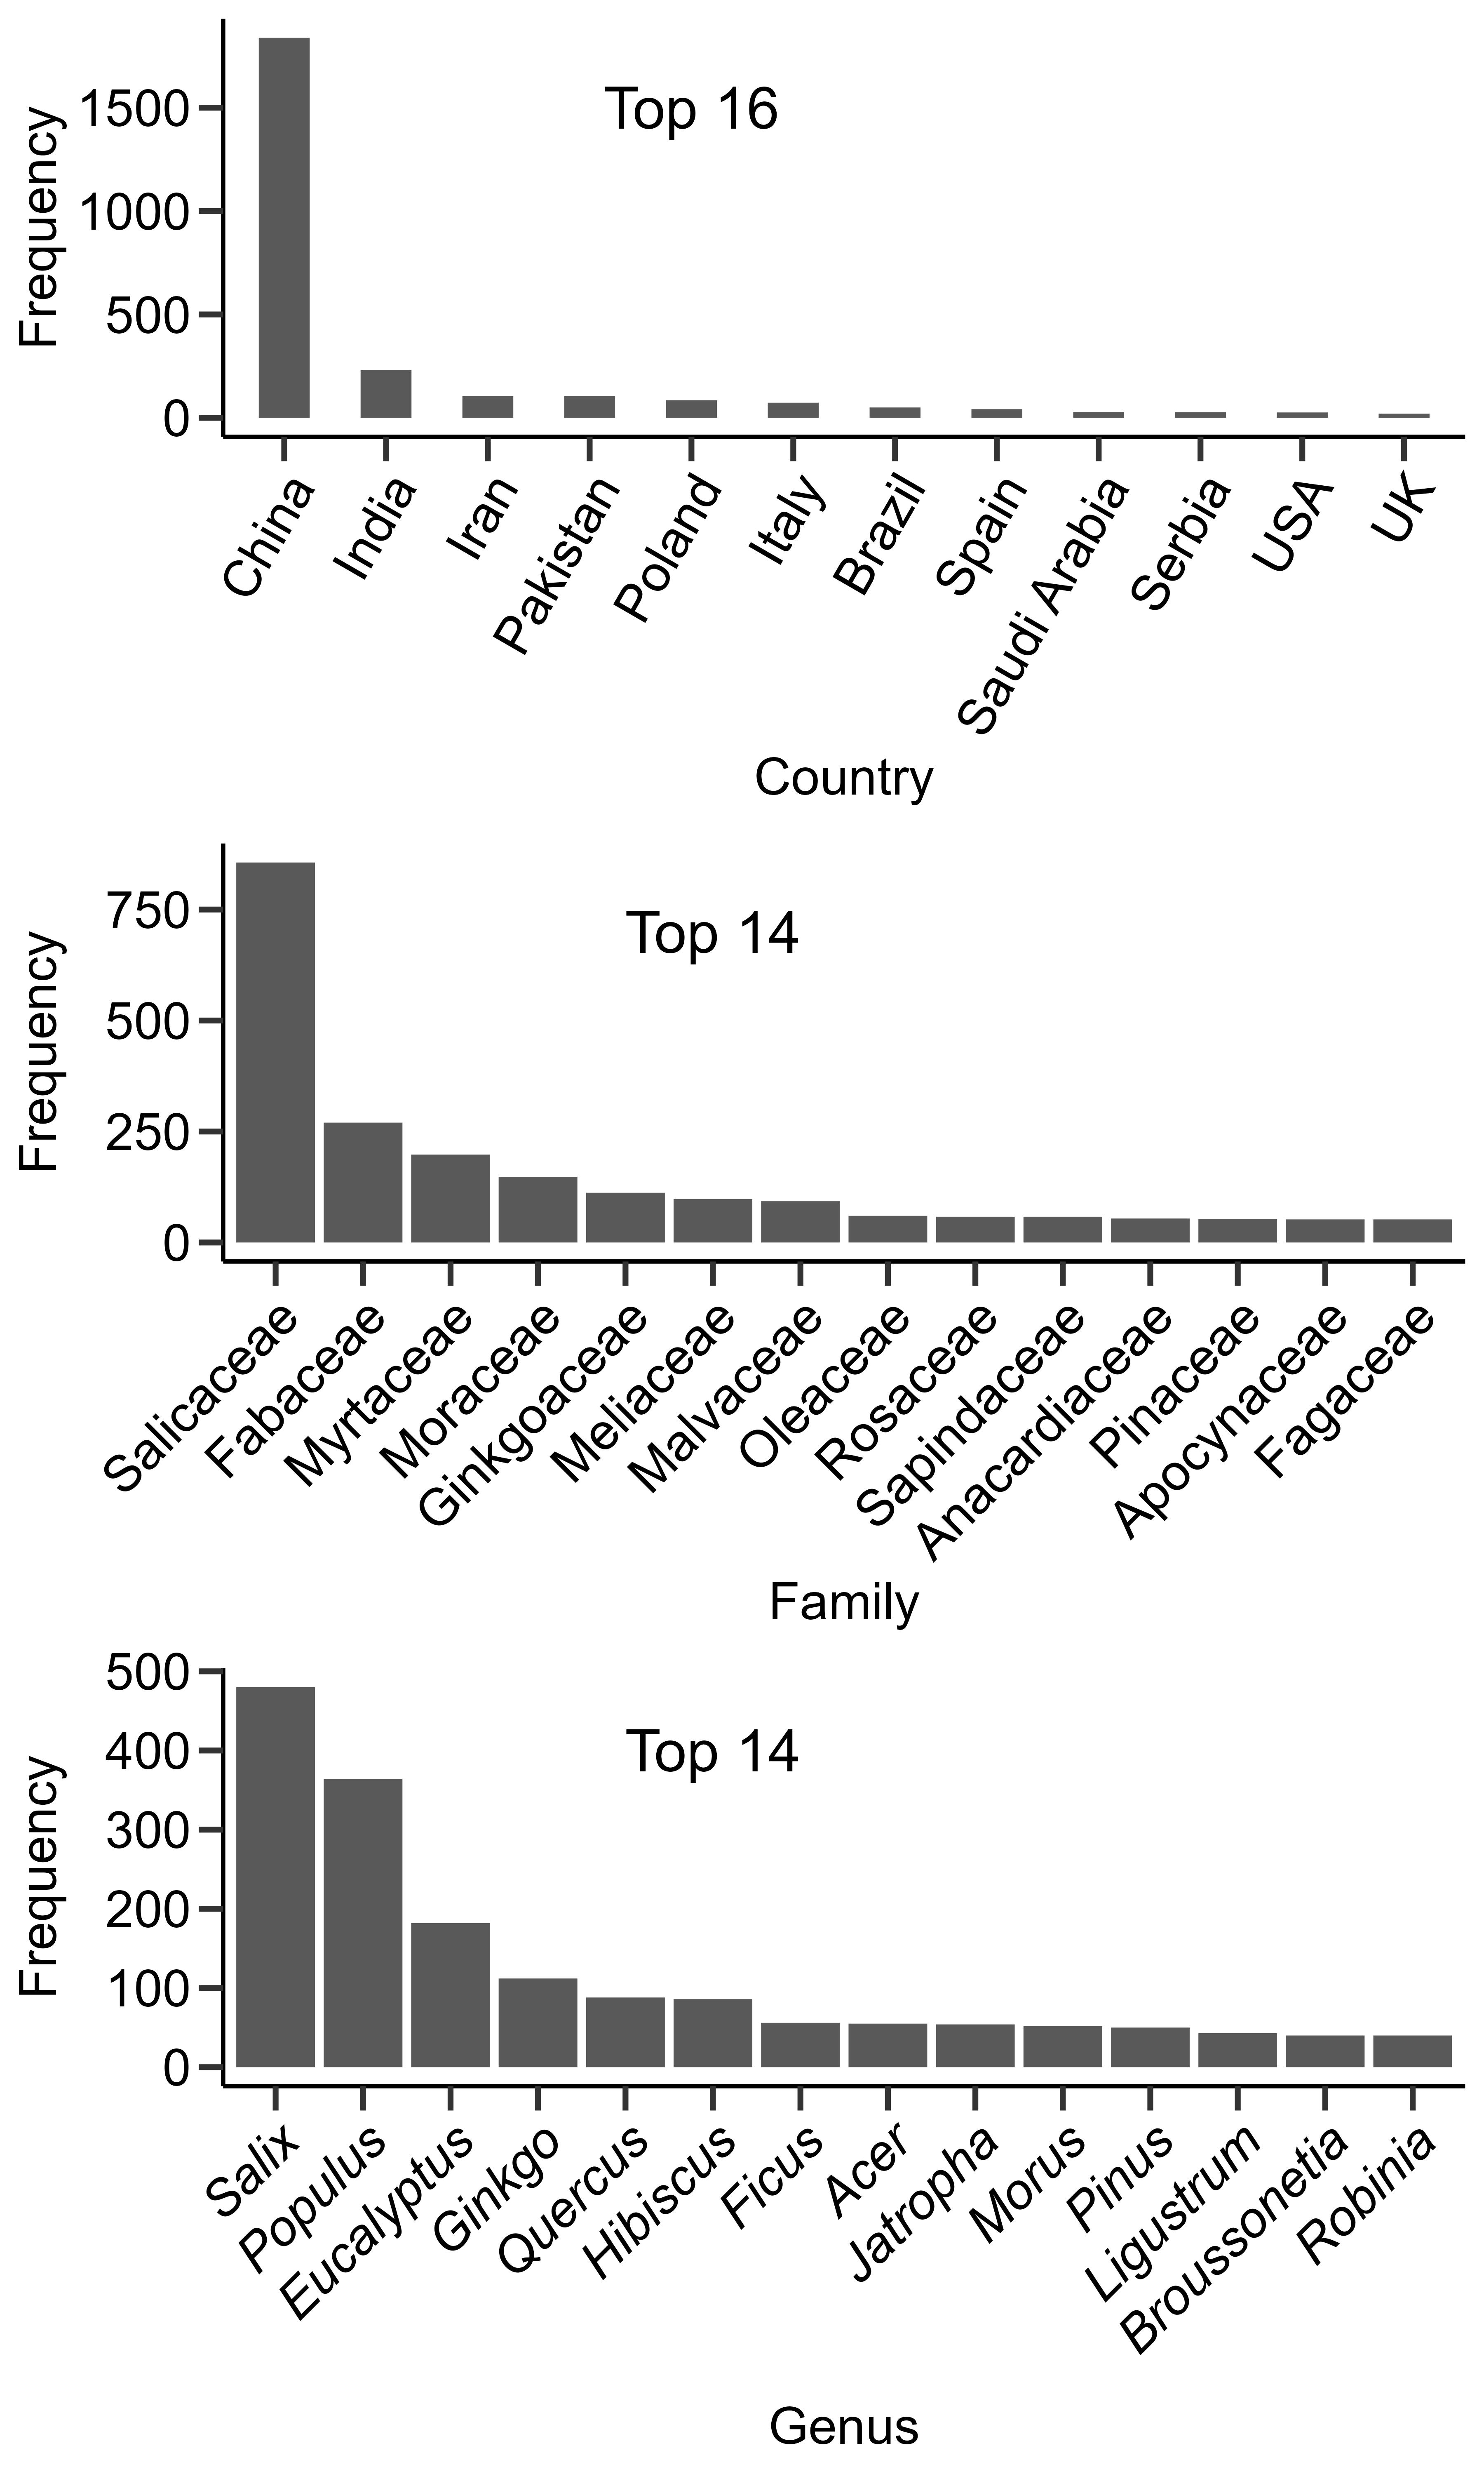 Frequency
1500
1000
500
0
Top 16
China
India
Iran
Pakistan
Poland
Italy
Brazil
Spain
Saudi Arabia
Serbia
USA
UK
Country
Frequency
750
500
250
0
Top 14
Salicaceae
Fabaceae
Myrtaceae
Moraceae
Ginkgoaceae
Meliaceae
Malvaceae
Oleaceae
Rosaceae
Sapindaceae
Anacardiaceae
Pinaceae
Apocynaceae
Fagaceae
Family
Frequency
500
400
300
200
100
0
Top 14
Salix
Populus
Eucalyptus
Ginkgo
Quercus
Hibiscus
Ficus
Acer
Jatropha
Morus
Pinus
Ligustrum
Broussonetia
Robinia
Genus